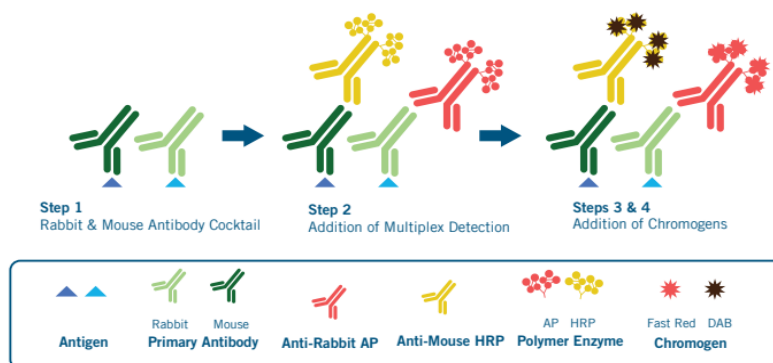 Step 1
Rabbit & Mouse Antibody Cocktail
Step 2
Addition of Multiplex Detection
Steps 3 & 4
Addition of Chromogens
Rabbit Mouse
AP HRP
Fast Red DAB
Antigen
Primary Antibody
Anti-Rabbit AP
Anti-Mouse HRP
Polymer Enzyme
Chromogen